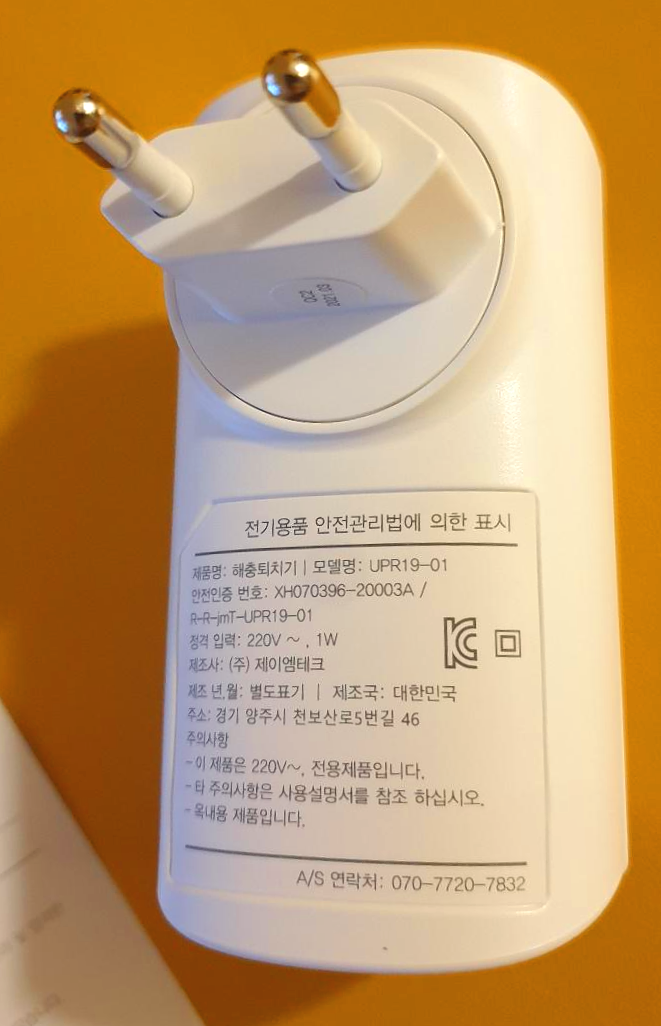 2021.03
QC2
전기용품 안전관리법에 의한 표시
제품명: 해충퇴치기 | 모델명: UPR19-01
안전인증 번호: XH070396-20003A /
R-R-jmT-UPR19-01
정격 입력: 220V ～ , 1W
제조사: (주) 제이엠테크
제조 년,월: 별도표기 | 제조국: 대한민국
주소: 경기 양주시 천보산로5번길 46
주의사항
-이 제품은 220V～, 전용제품입니다.
-타 주의사항은 사용설명서를 참조 하십시오.
-옥내용 제품입니다.
A/S 연락처: 070-7720-7832